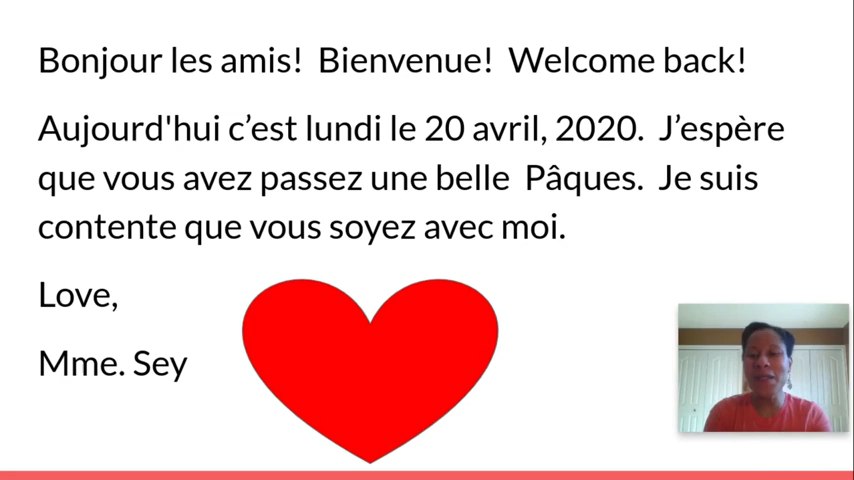 Bonjour les amis! Bienvenue! Welcome back!
Aujourd'hui c’est lundi le 20 avril, 2020. J’espère
que vous avez passez une belle Pâques. Je suis
contente que vous soyez avec moi.
Love,
Mme. Sey